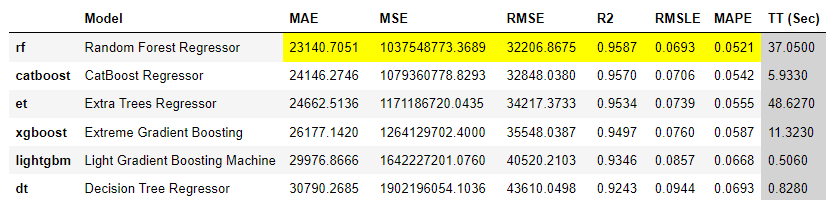 Model MAE MSE RMSE R2 RMSLE MAPE TT (Sec)
rf Random Forest Regressor 23140.7051 1037548773.3689 32206.8675 0.9587 0.0693 0.0521 37.0500
catboost CatBoost Regressor 24146.2746 1079360778.8293 32848.0380 0.9570 0.0706 0.0542 5.9330
et Extra Trees Regressor 24662.5136 1171186720.0435 34217.3733 0.9534 0.0739 0.0555 48.6270
xgboost Extreme Gradient Boosting 26177.1420 1264129702.4000 35548.0387 0.9497 0.0760 0.0587 11.3230
lightgbm Light Gradient Boosting Machine 29976.8666 1642227201.0760 40520.2103 0.9346 0.0857 0.0668 0.5060
dt Decision Tree Regressor 30790.2685 1902196054.1036 43610.0498 0.9243 0.0944 0.0693 0.8280